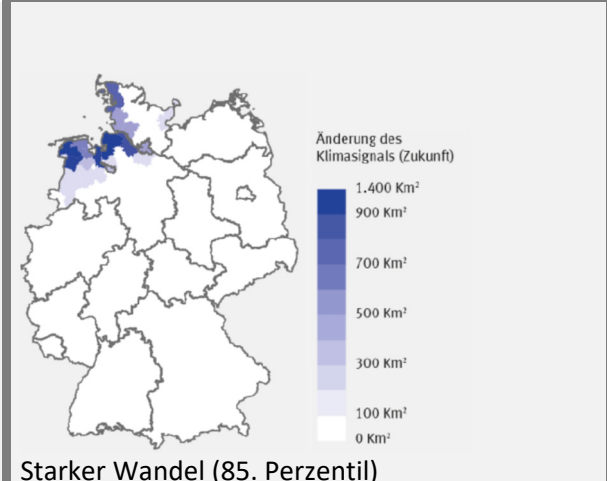 Änderung des
Klimasignals (Zukunft)
1.400 Km²
900 Km²
700 Km²
500 Km²
300 Km²
100 Km²
0 Km²
Starker Wandel (85. Perzentil)